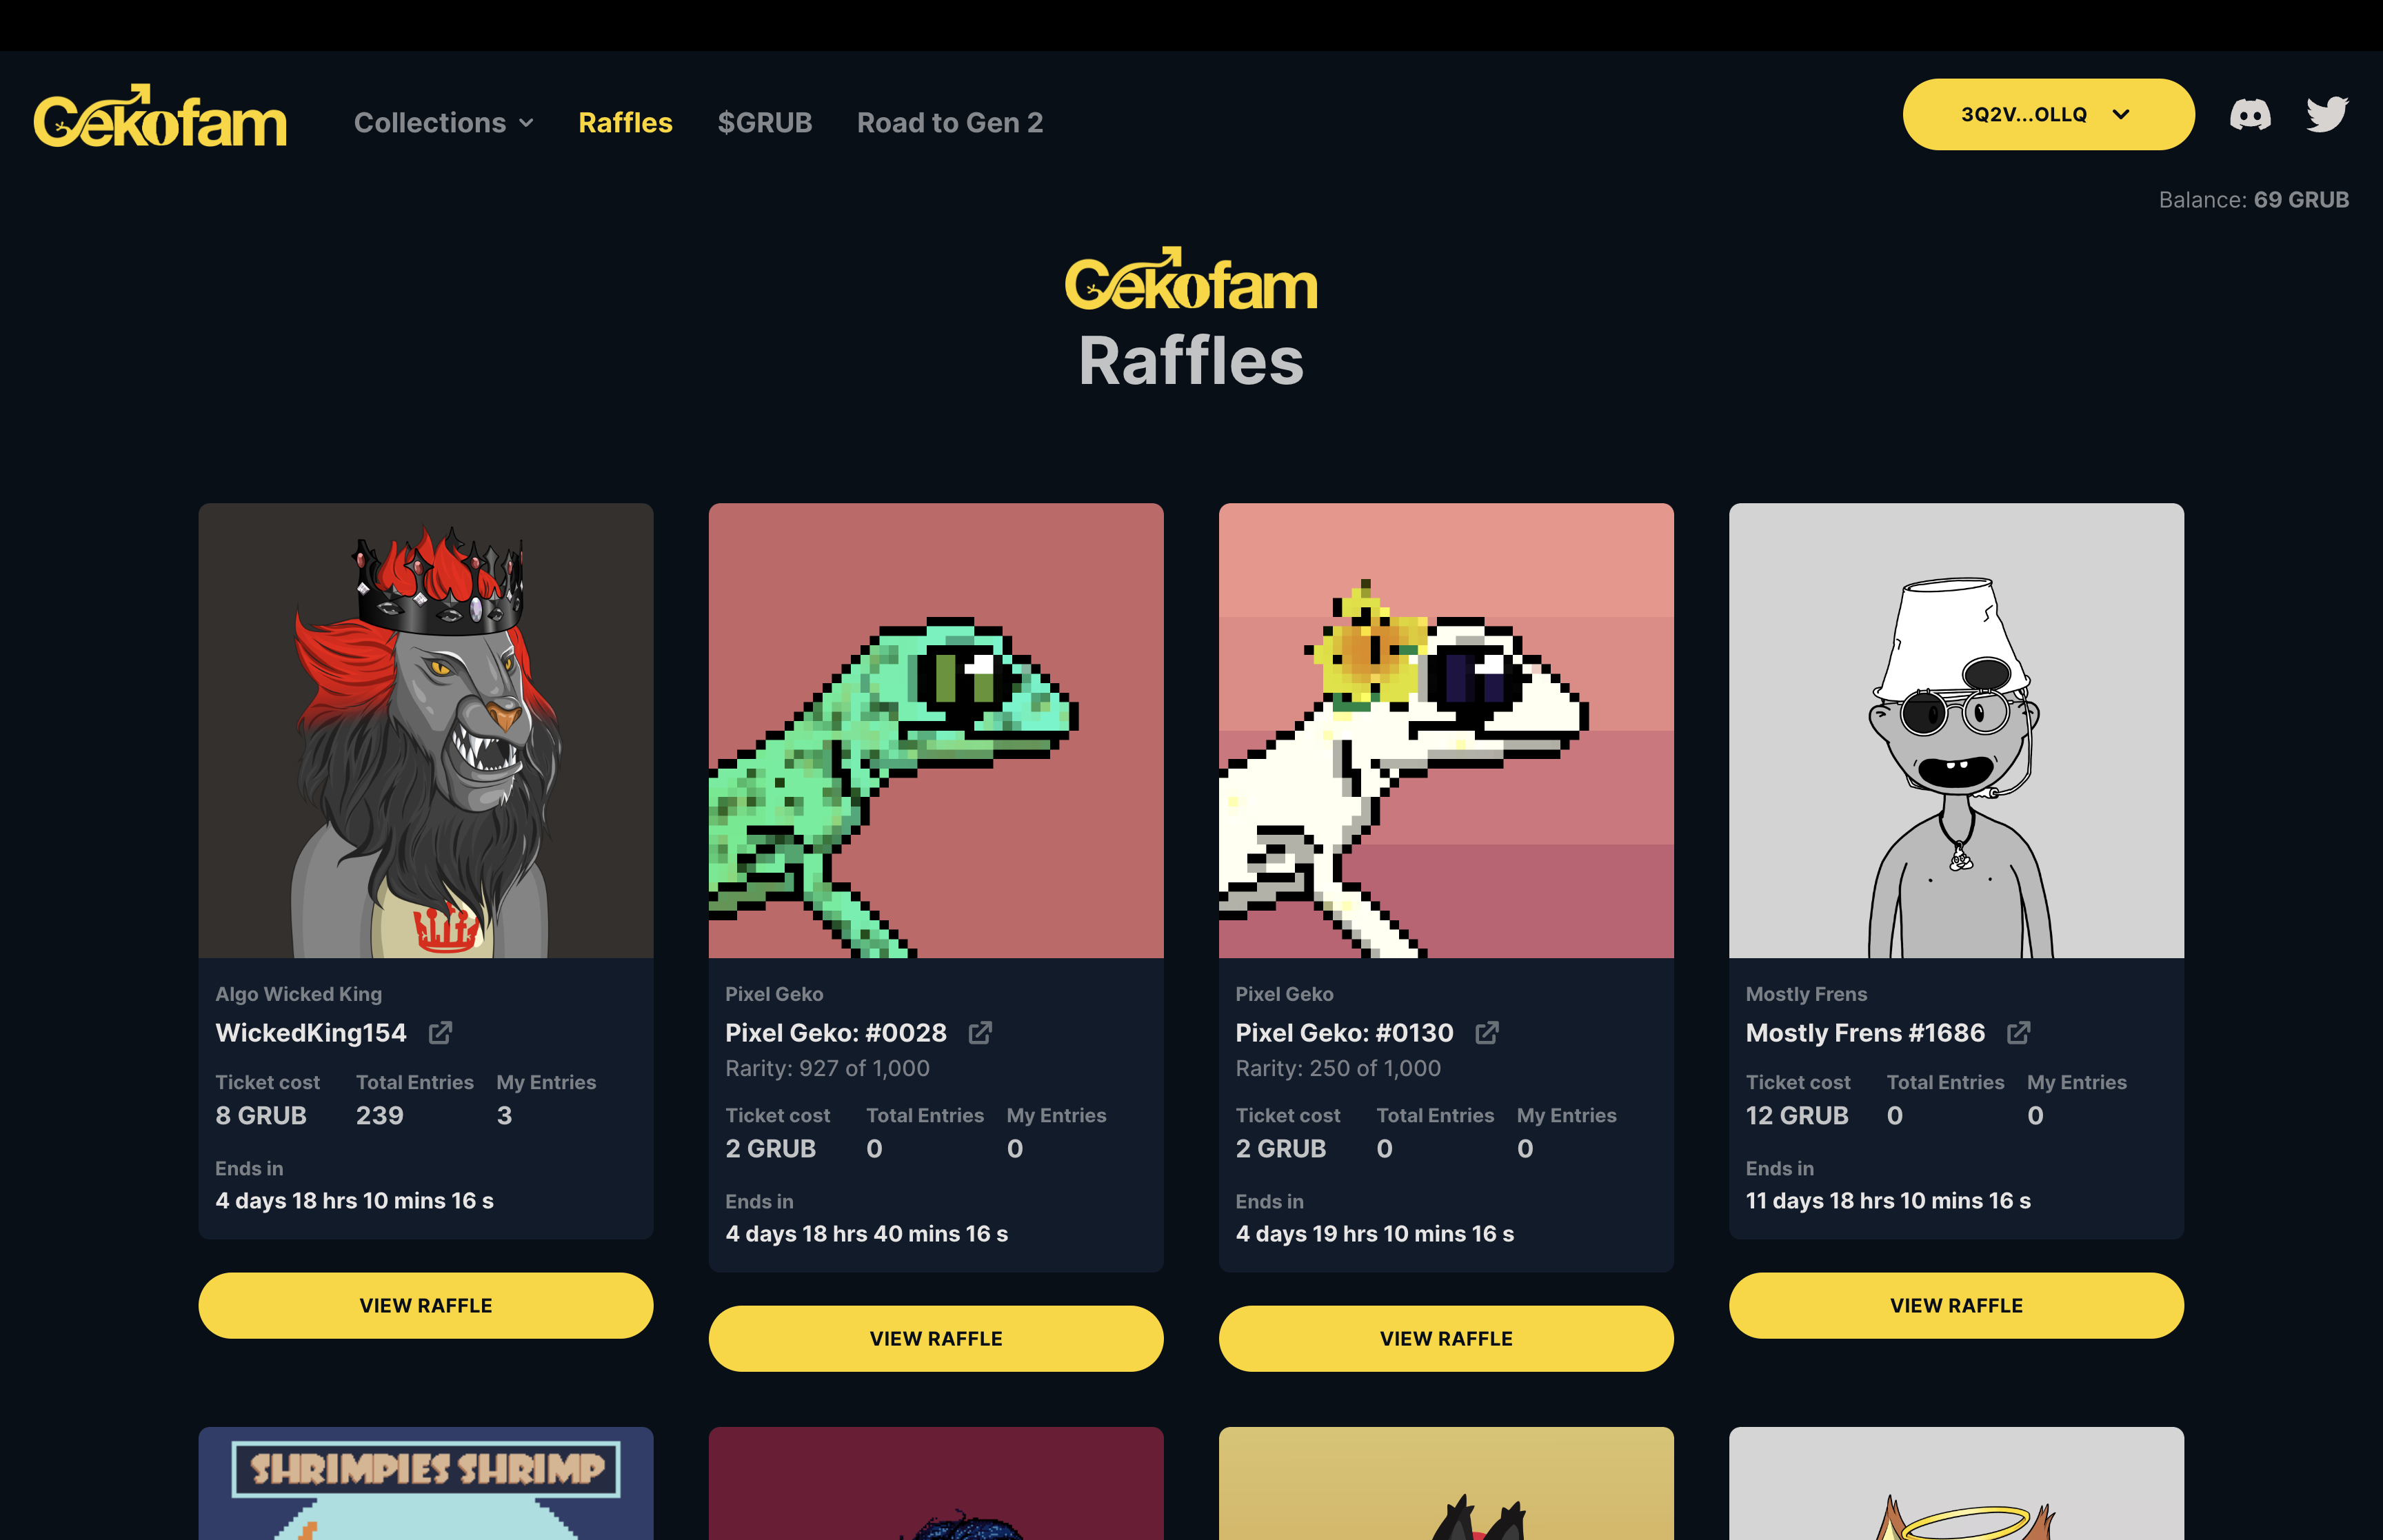 Gekofam
Collections
Raffles
$GRUB
Road to Gen 2
3Q2V...OLLQ
Balance: 69 GRUB
Gekofam
Raffles
Algo Wicked King
WickedKing154
Ticket cost Total Entries My Entries
8 GRUB 239 3
Ends in
4 days 18 hrs 10 mins 16 s
VIEW RAFFLE
Pixel Geko
Pixel Geko: #0028
Rarity: 927 of 1,000
Ticket cost Total Entries My Entries
2 GRUB 0 0
Ends in
4 days 18 hrs 40 mins 16 s
VIEW RAFFLE
Pixel Geko
Pixel Geko: #0130
Rarity: 250 of 1,000
Ticket cost Total Entries My Entries
2 GRUB 0 0
Ends in
4 days 19 hrs 10 mins 16 s
VIEW RAFFLE
Mostly Frens
Mostly Frens #1686
Ticket cost Total Entries My Entries
12 GRUB 0 0
Ends in
11 days 18 hrs 10 mins 16 s
VIEW RAFFLE
SHRIMPIES SHRIMP